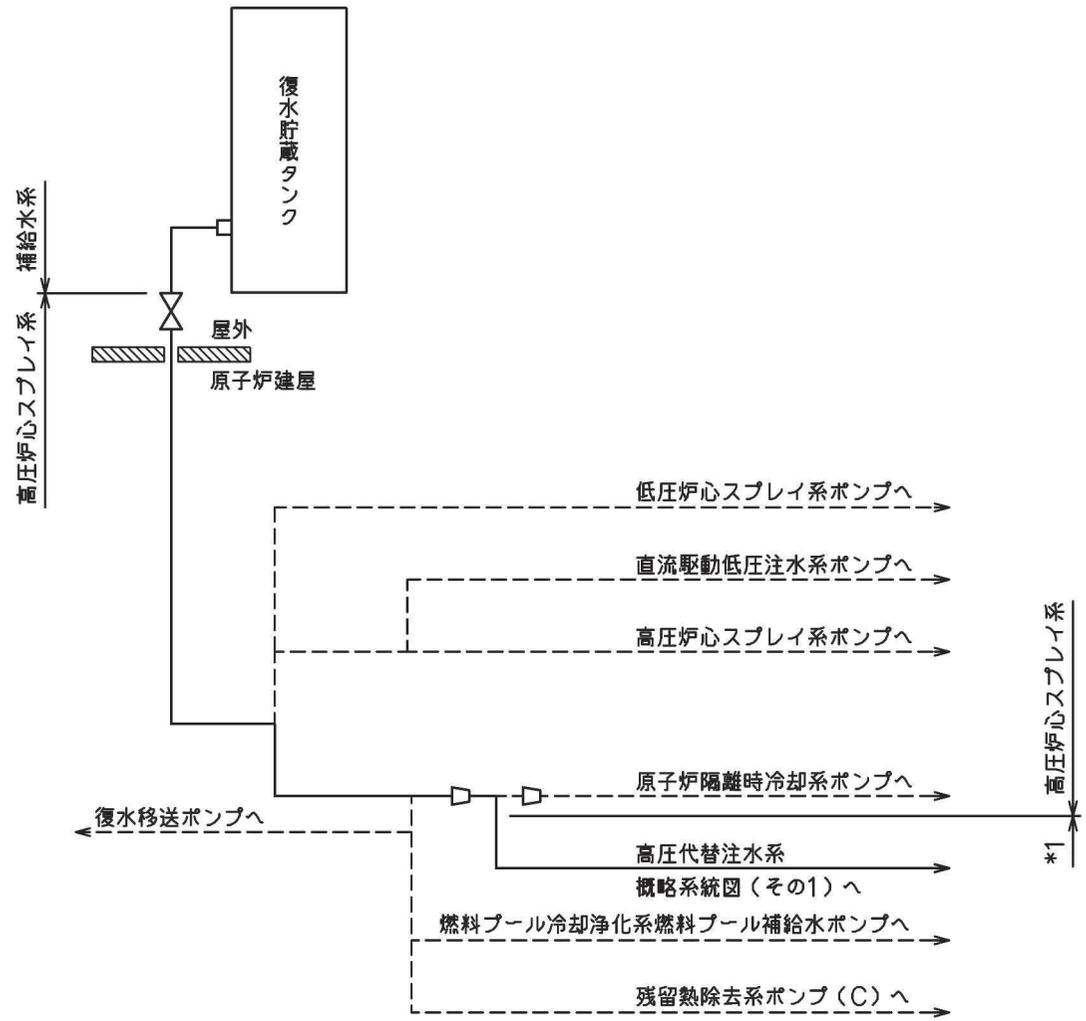 復水貯蔵タンク
補給水系
高圧炉心スプレイ系
屋外
原子炉建屋
低圧炉心スプレイ系ポンプへ
直流駆動低圧注水系ポンプへ
高圧炉心スプレイ系ポンプへ
高圧炉心スプレイ系
原子炉隔離時冷却系ポンプへ
復水移送ポンプへ
*1
高圧代替注水系
概略系統図(その1)へ
燃料プール冷却浄化系燃料プール補給水ポンプへ
残留熱除去系ポンプ(C)へ